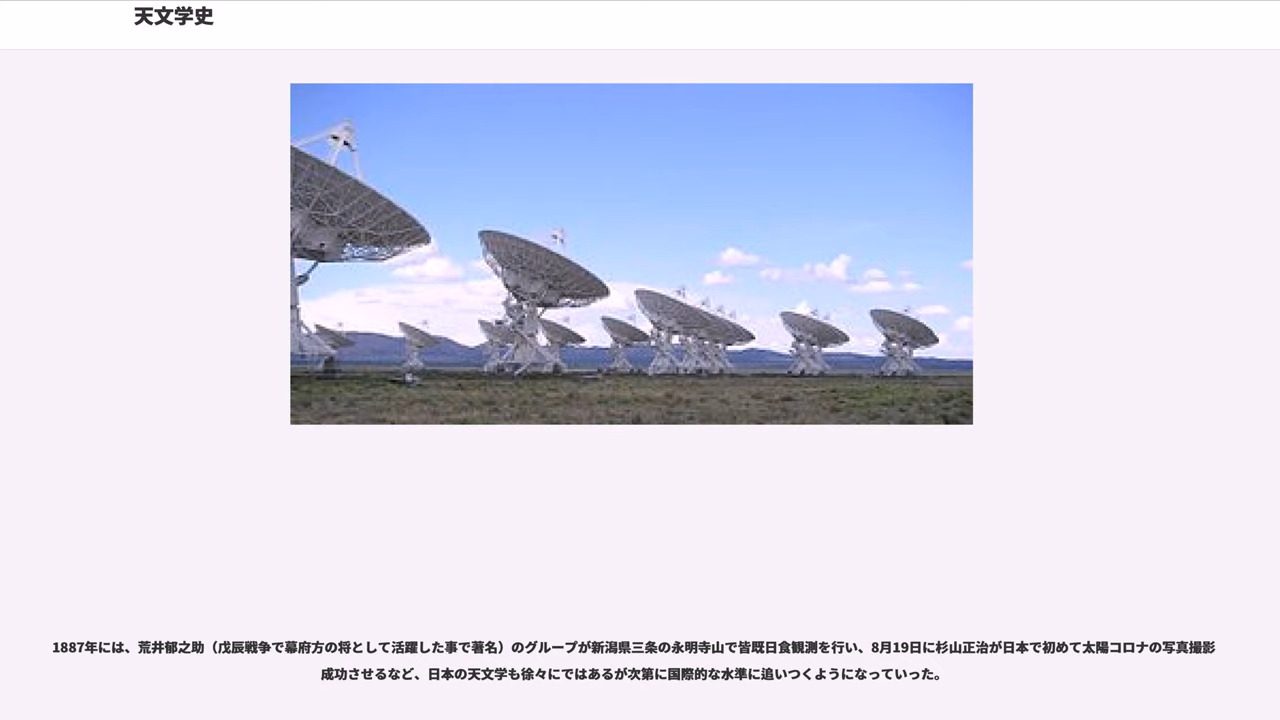 天文学史
1887年には、荒井郁之助（戊辰戦争で幕府方の将として活躍した事で著名）のグループが新潟県三条の永明寺山で皆既日食観測を行い、8月19日に杉山正治が日本で初めて太陽コロナの写真撮影
成功させるなど、日本の天文学も徐々にではあるが次第に国際的な水準に追いつくようになっていった。